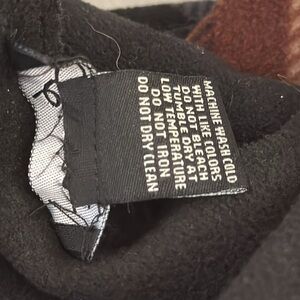 MACHINE WASH COLD
WITH LIKE COLORS
DO NOT BLEACH
TUMBLE DRY AT
LOW TEMPERATURE
DO NOT IRON
DO NOT DRY CLEAN